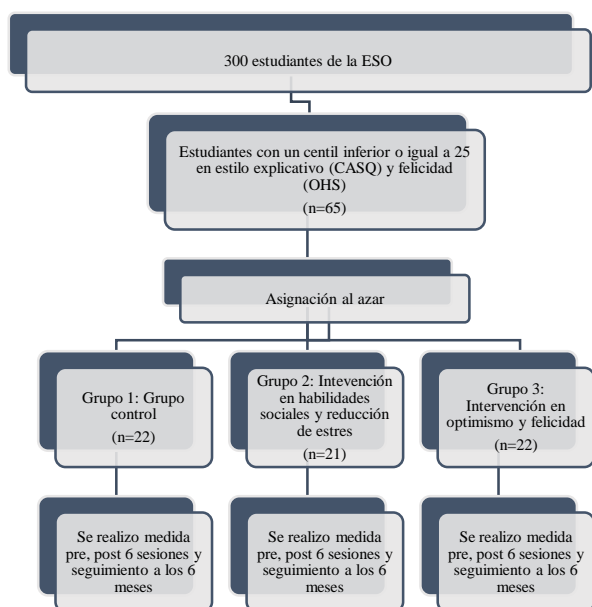 300 estudiantes de la ESO
Estudiantes con un centil inferior o igual a 25
en estilo explicativo (CASQ) y felicidad
(OHS)
(n=65)
Asignación al azar
Grupo 1: Grupo
control
(n=22)
Grupo 2: Intevención
en habilidades
sociales y reducción
de estres
(n=21)
Grupo 3:
Intervención en
optimismo y felicidad
(n=22)
Se realizo medida
pre, post 6 sesiones y
seguimiento a los 6
meses
Se realizo medida
pre, post 6 sesiones y
seguimiento a los 6
meses
Se realizo medida
pre, post 6 sesiones y
seguimiento a los 6
meses